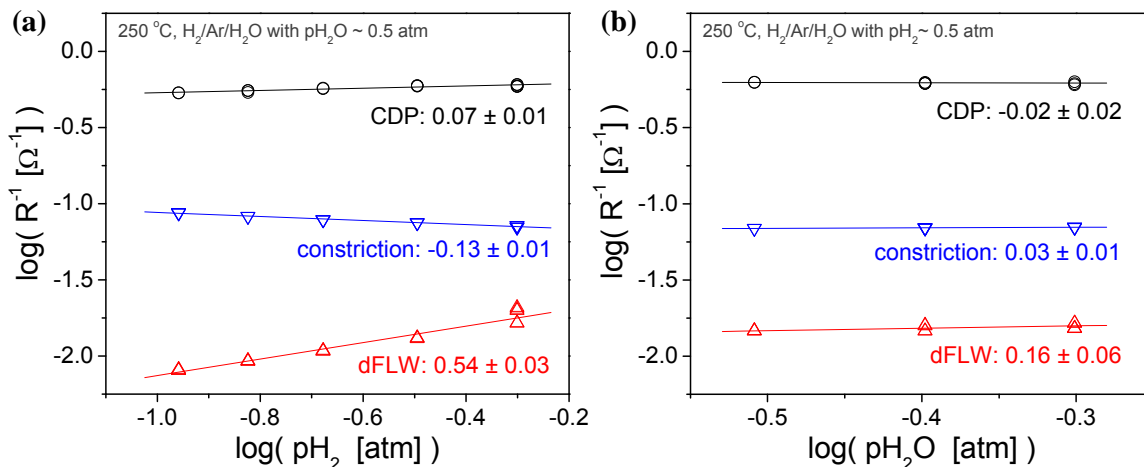 (a)
250 °C, H₂/Ar/H₂O with pH₂O ~ 0.5 atm
0.0
-0.5
-1.0
-1.5
-2.0
log( R⁻¹ [Ω⁻¹] )
CDP: 0.07 ± 0.01
constriction: -0.13 ± 0.01
dFLW: 0.54 ± 0.03
-1.0 -0.8 -0.6 -0.4 -0.2
log( pH₂ [atm] )
(b)
250 °C, H₂/Ar/H₂O with pH₂~ 0.5 atm
0.0
-0.5
-1.0
-1.5
-2.0
log( R⁻¹ [Ω⁻¹] )
CDP: -0.02 ± 0.02
constriction: 0.03 ± 0.01
dFLW: 0.16 ± 0.06
-0.5 -0.4 -0.3
log( pH₂O [atm] )